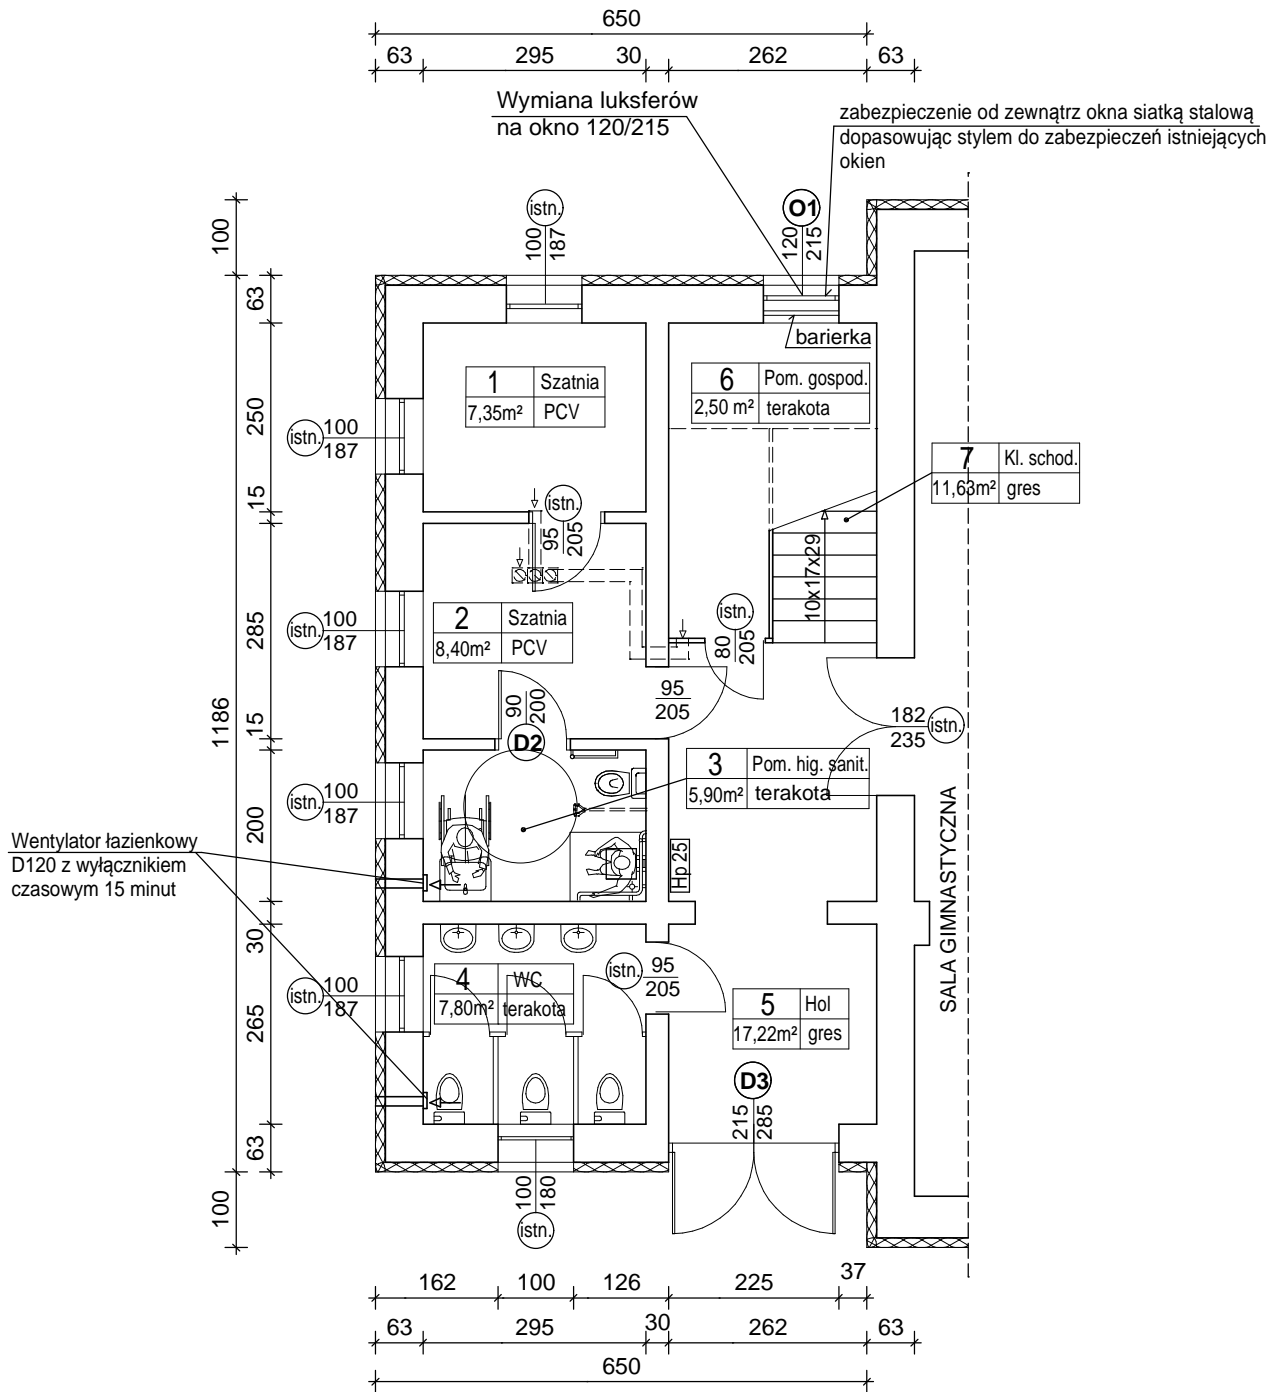 650
63 295 30 262 63
Wymiana luksferów
na okno 120/215
zabezpieczenie od zewnątrz okna siatką stalową
dopasowując stylem do zabezpieczeń istniejących
okien
istn.
100
187
O1
120
215
barierka
100
63
250
15
285
15
200
30
265
63
1186
100
1 Szatnia
7,35m² PCV
6 Pom. gospod.
2,50 m² terakota
istn. 100
187
7 Kl. schod.
11,63m² gres
istn.
95
205
10x17x29
2 Szatnia
8,40m² PCV
istn. 100
187
istn.
80
205
95
205
90
200
D2
182
235
istn.
3 Pom. hig. sanit.
5,90m² terakota
istn. 100
187
Wentylator łazienkowy
D120 z wyłącznikiem
czasowym 15 minut
Hp 25
SALA GIMNASTYCZNA
4 WC
7,80m² terakota
istn. 95
205
istn. 100
187
5 Hol
17,22m² gres
D3
215
285
100
180
istn.
162 100 126 225 37
63 295 30 262 63
650